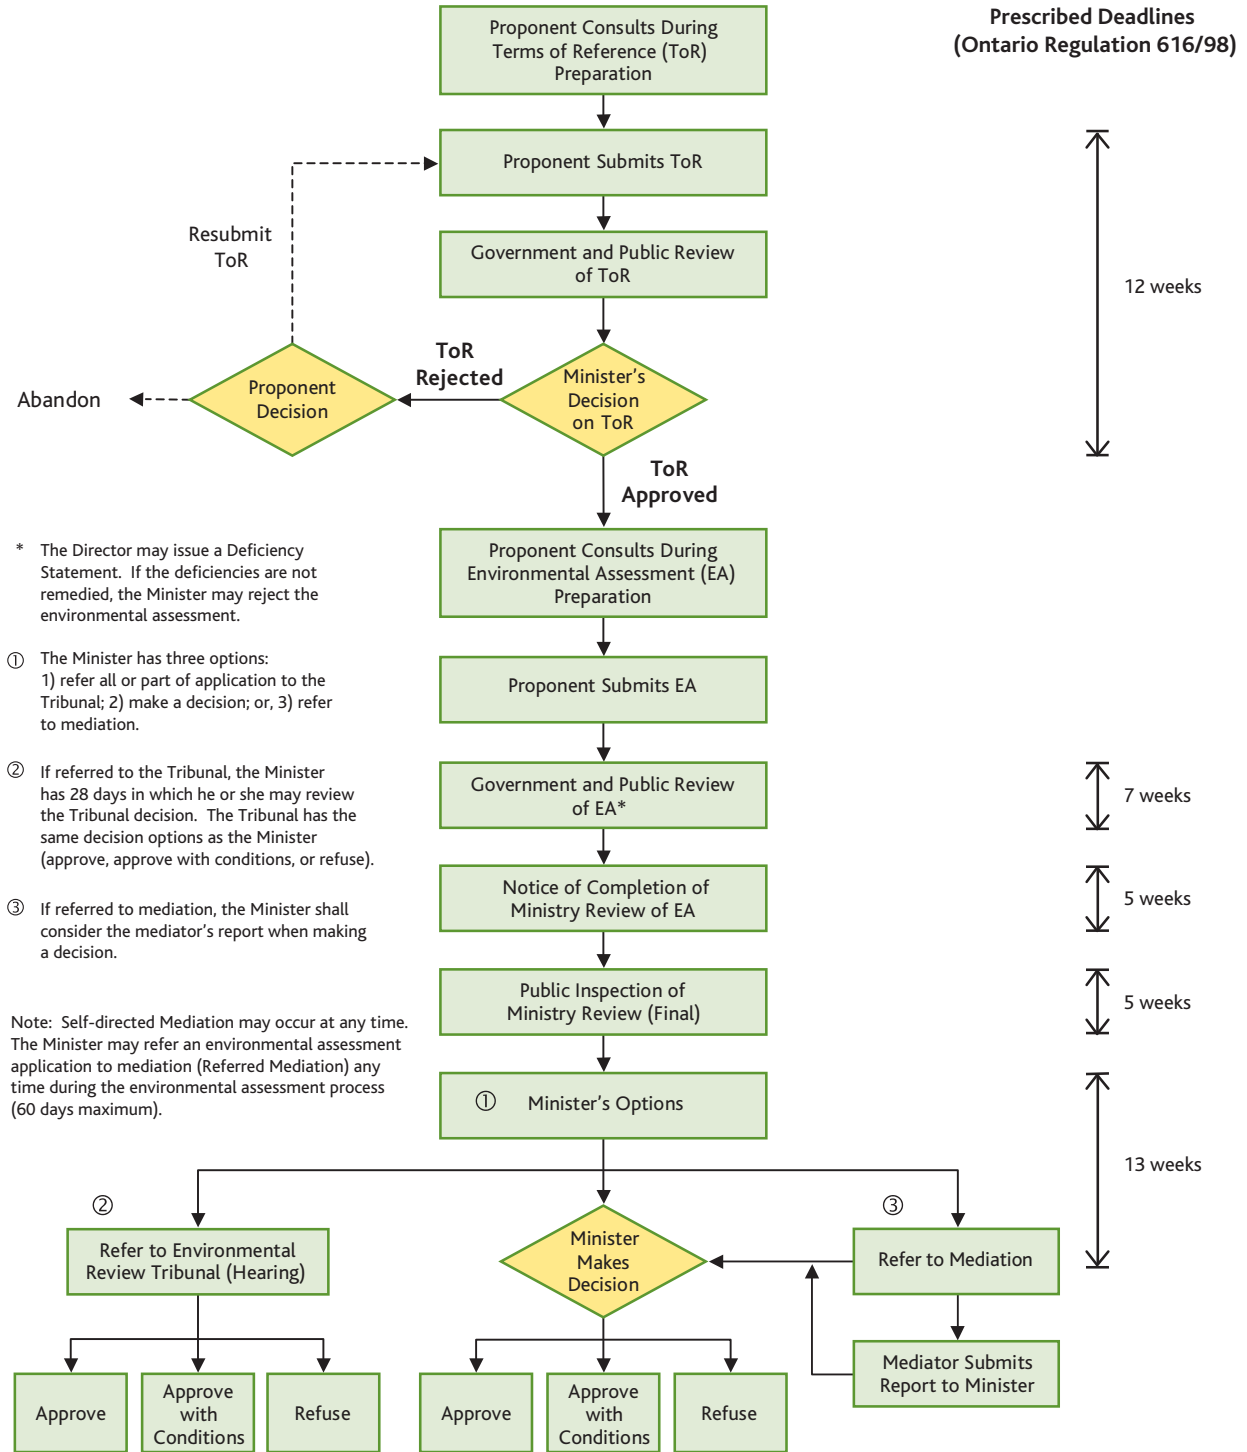 Prescribed Deadlines
(Ontario Regulation 616/98)
Proponent Consults During
Terms of Reference (ToR)
Preparation
Proponent Submits ToR
Resubmit
ToR
Government and Public Review
of ToR
12 weeks
ToR
Rejected
Minister’s
Decision
on ToR
Proponent
Decision
Abandon
ToR
Approved
* The Director may issue a Deficiency
Statement. If the deficiencies are not
remedied, the Minister may reject the
environmental assessment.
① The Minister has three options:
1) refer all or part of application to the
Tribunal; 2) make a decision; or, 3) refer
to mediation.
② If referred to the Tribunal, the Minister
has 28 days in which he or she may review
the Tribunal decision. The Tribunal has the
same decision options as the Minister
(approve, approve with conditions, or refuse).
③ If referred to mediation, the Minister shall
consider the mediator’s report when making
a decision.
Note: Self-directed Mediation may occur at any time.
The Minister may refer an environmental assessment
application to mediation (Referred Mediation) any
time during the environmental assessment process
(60 days maximum).
Proponent Consults During
Environmental Assessment (EA)
Preparation
Proponent Submits EA
Government and Public Review
of EA*
7 weeks
Notice of Completion of
Ministry Review of EA
5 weeks
Public Inspection of
Ministry Review (Final)
5 weeks
① Minister’s Options
13 weeks
②
Refer to Environmental
Review Tribunal (Hearing)
Minister
Makes
Decision
③
Refer to Mediation
Mediator Submits
Report to Minister
Approve
Approve
with
Conditions
Refuse
Approve
Approve
with
Conditions
Refuse